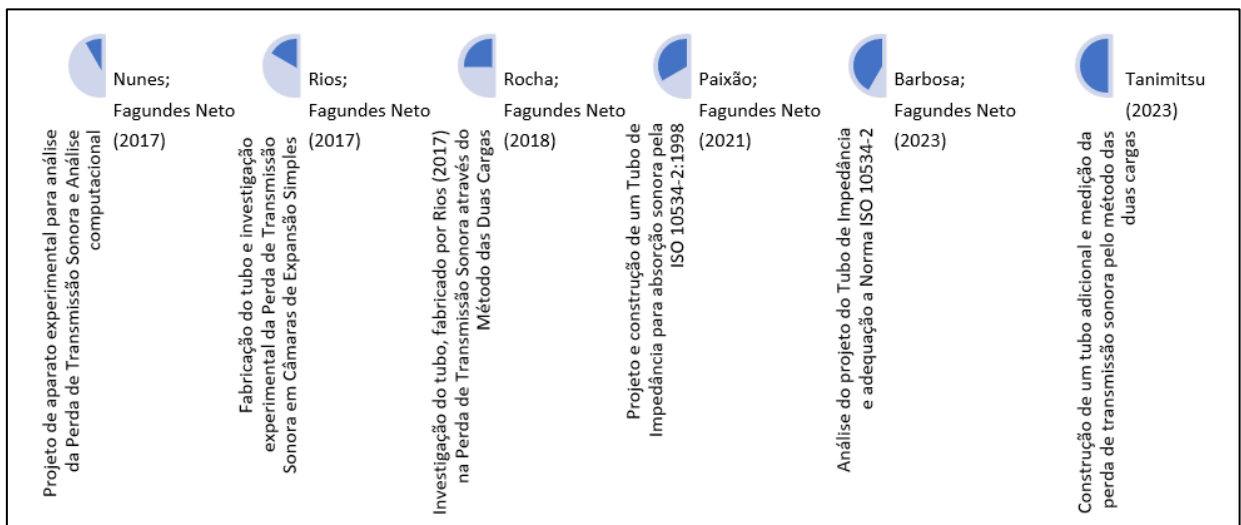 Nunes;
Fagundes Neto
(2017)
Projeto de aparato experimental para análise
da Perda de Transmissão Sonora e Análise
computacional
Rios;
Fagundes Neto
(2017)
Fabricação do tubo e investigação
experimental da Perda de Transmissão
Sonora em Câmaras de Expansão Simples
Rocha;
Fagundes Neto
(2018)
Investigação do tubo, fabricado por Rios (2017)
na Perda de Transmissão Sonora através do
Método das Duas Cargas
Paixão;
Fagundes Neto
(2021)
Projeto e construção de um Tubo de
Impedância para absorção sonora pela
ISO 10534-2:1998
Barbosa;
Fagundes Neto
(2023)
Análise do projeto do Tubo de Impedância
e adequação a Norma ISO 10534-2
Tanimitsu
(2023)
Construção de um tubo adicional e medição da
perda de transmissão sonora pelo método das
duas cargas